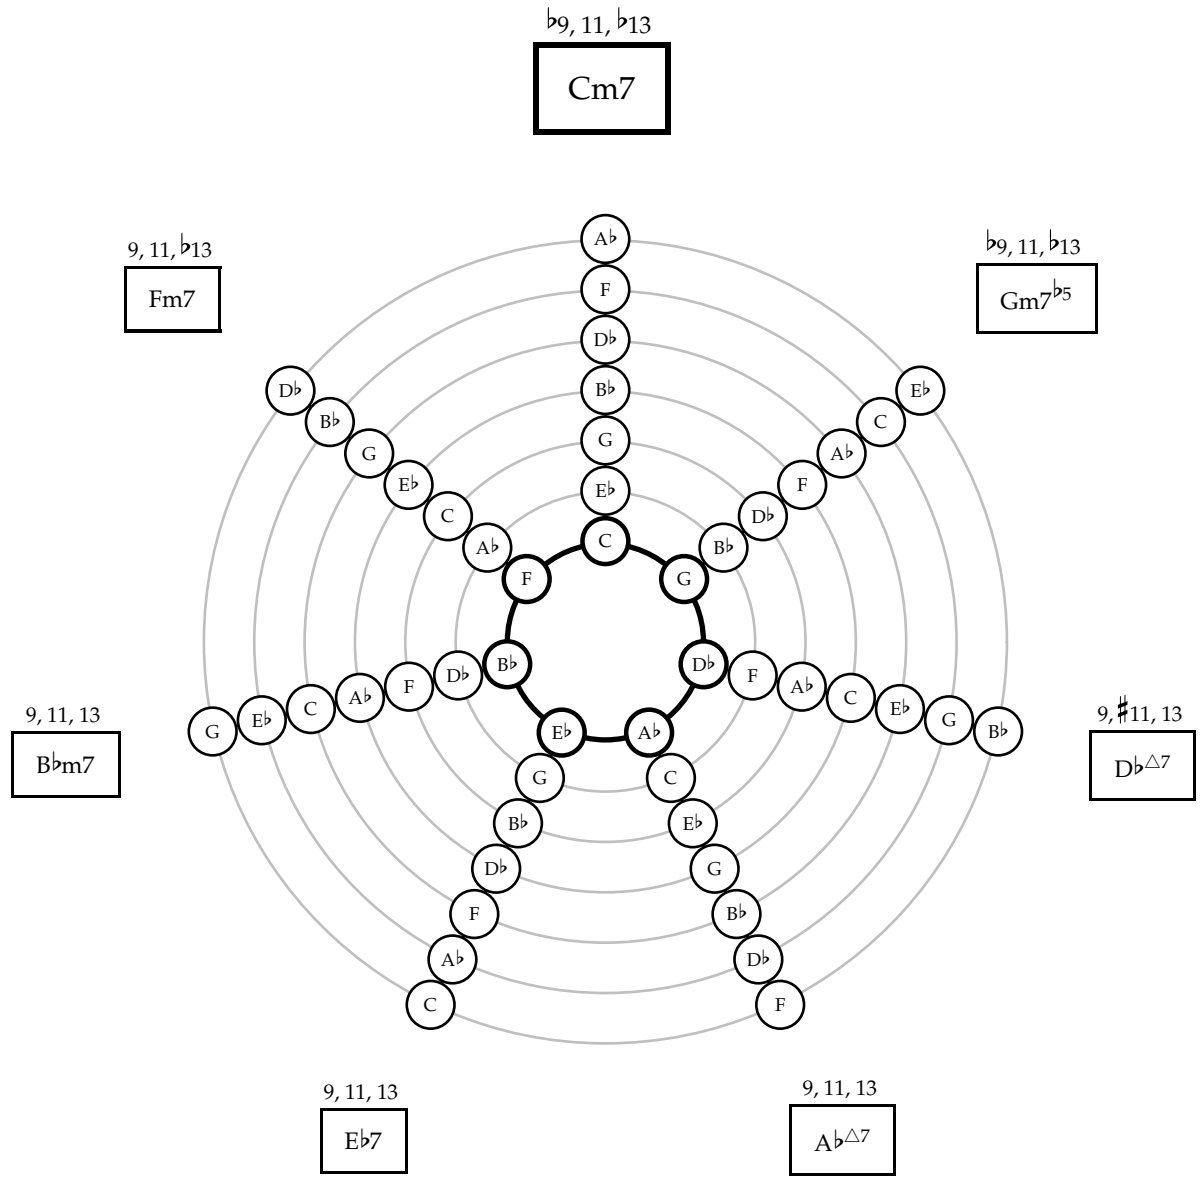 ♭9, 11, ♭13
Cm7
9, 11, ♭13
Fm7
♭9, 11, ♭13
Gm7♭5
A♭
F
D♭
B♭
G
E♭
C
D♭
B♭
G
E♭
C
A♭
F
E♭
C
A♭
F
D♭
B♭
G
G
E♭
C
A♭
F
D♭
B♭
D♭
F
A♭
C
E♭
G
B♭
E♭
G
B♭
D♭
F
A♭
C
A♭
C
E♭
G
B♭
D♭
F
9, 11, 13
B♭m7
9, ♯11, 13
D♭△7
9, 11, 13
E♭7
9, 11, 13
A♭△7